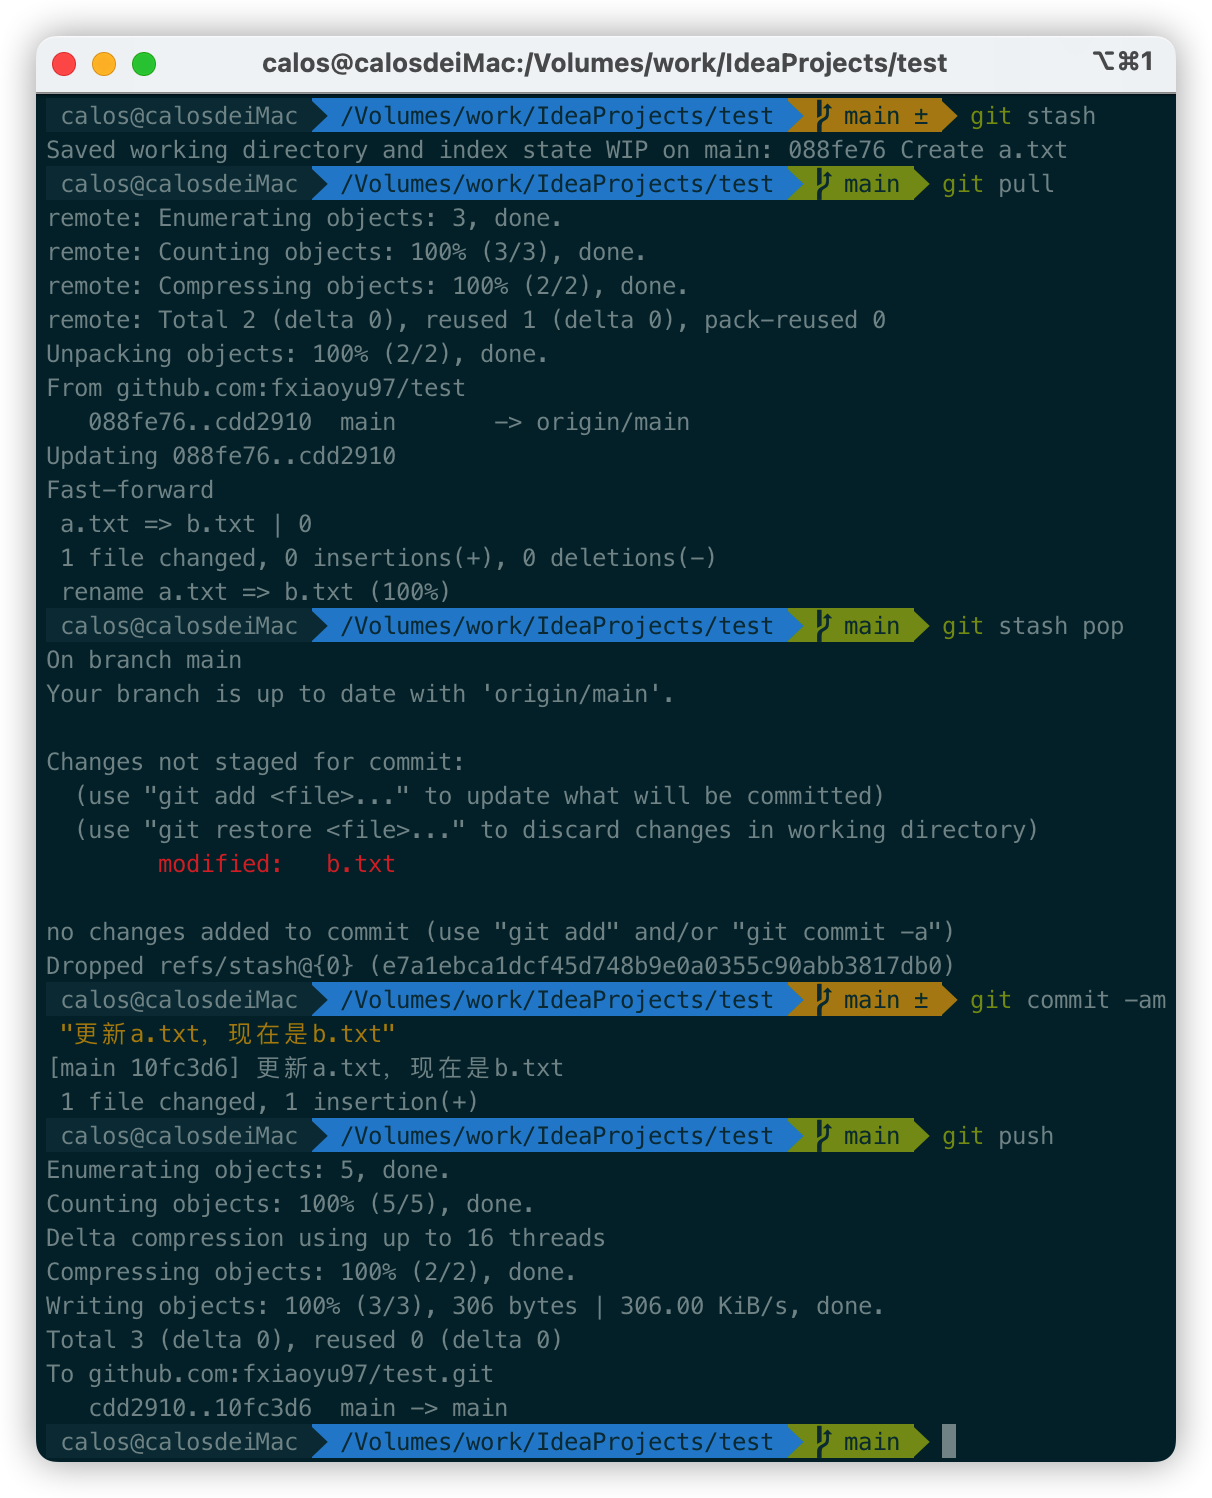 calos@calosdeiMac:/Volumes/work/IdeaProjects/test ⌥⌘1
calos@calosdeiMac /Volumes/work/IdeaProjects/test main ± git stash
Saved working directory and index state WIP on main: 088fe76 Create a.txt
calos@calosdeiMac /Volumes/work/IdeaProjects/test main git pull
remote: Enumerating objects: 3, done.
remote: Counting objects: 100% (3/3), done.
remote: Compressing objects: 100% (2/2), done.
remote: Total 2 (delta 0), reused 1 (delta 0), pack-reused 0
Unpacking objects: 100% (2/2), done.
From github.com:fxiaoyu97/test
   088fe76..cdd2910  main       -> origin/main
Updating 088fe76..cdd2910
Fast-forward
 a.txt => b.txt | 0
 1 file changed, 0 insertions(+), 0 deletions(-)
 rename a.txt => b.txt (100%)
calos@calosdeiMac /Volumes/work/IdeaProjects/test main git stash pop
On branch main
Your branch is up to date with 'origin/main'.

Changes not staged for commit:
  (use "git add <file>..." to update what will be committed)
  (use "git restore <file>..." to discard changes in working directory)
        modified:   b.txt

no changes added to commit (use "git add" and/or "git commit -a")
Dropped refs/stash@{0} (e7a1ebca1dcf45d748b9e0a0355c90abb3817db0)
calos@calosdeiMac /Volumes/work/IdeaProjects/test main ± git commit -am
 "更新a.txt，现在是b.txt"
[main 10fc3d6] 更新a.txt，现在是b.txt
 1 file changed, 1 insertion(+)
calos@calosdeiMac /Volumes/work/IdeaProjects/test main git push
Enumerating objects: 5, done.
Counting objects: 100% (5/5), done.
Delta compression using up to 16 threads
Compressing objects: 100% (2/2), done.
Writing objects: 100% (3/3), 306 bytes | 306.00 KiB/s, done.
Total 3 (delta 0), reused 0 (delta 0)
To github.com:fxiaoyu97/test.git
   cdd2910..10fc3d6  main -> main
calos@calosdeiMac /Volumes/work/IdeaProjects/test main